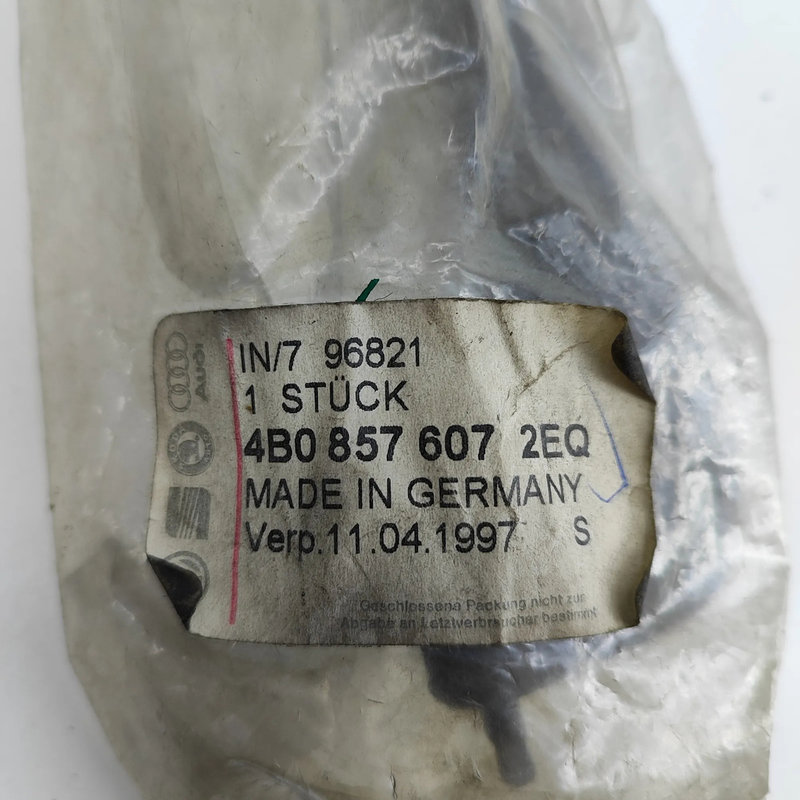 Audi
IN/7 96821
1 STÜCK
4B0 857 607 2EQ
MADE IN GERMANY
Verp.11.04.1997 S
Geschlossene Packung nicht zur
Abgabe an Letztverbraucher bestimmt